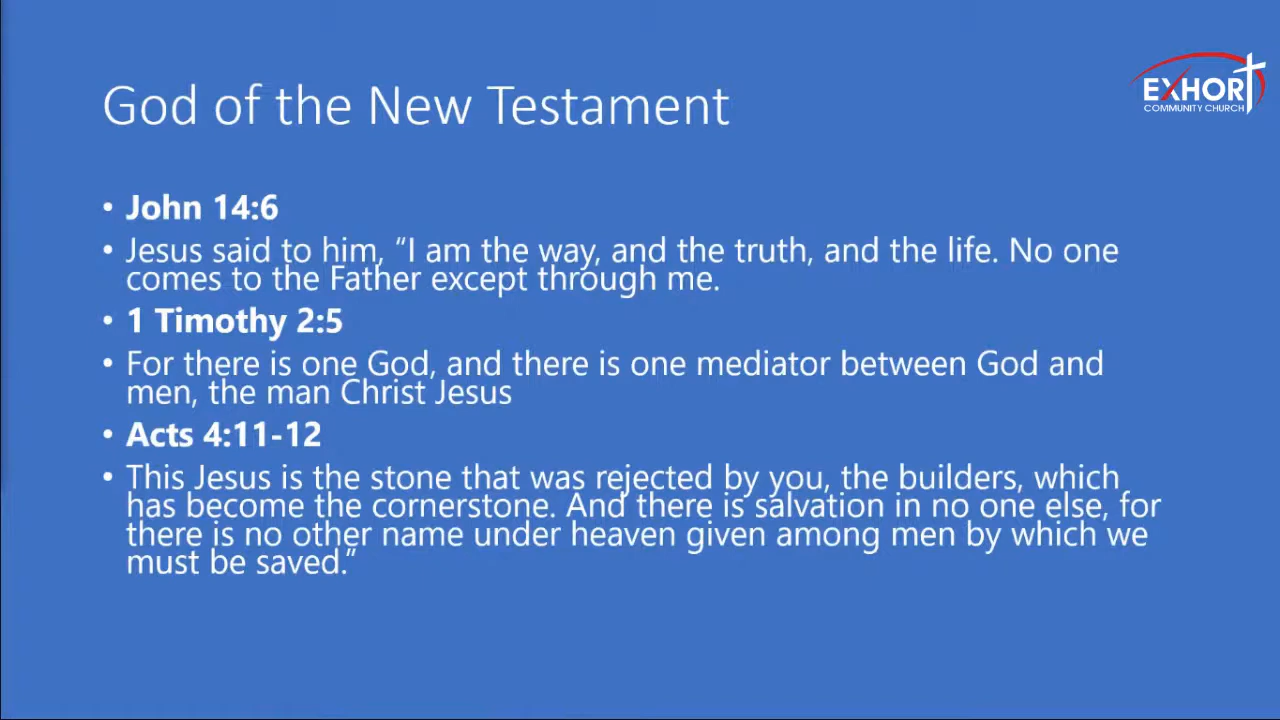 God of the New Testament
EXHORT
COMMUNITY CHURCH
• John 14:6
• Jesus said to him, “I am the way, and the truth, and the life. No one
comes to the Father except through me.
• 1 Timothy 2:5
• For there is one God, and there is one mediator between God and
men, the man Christ Jesus
• Acts 4:11-12
• This Jesus is the stone that was rejected by you, the builders, which
has become the cornerstone. And there is salvation in no one else, for
there is no other name under heaven given among men by which we
must be saved.”